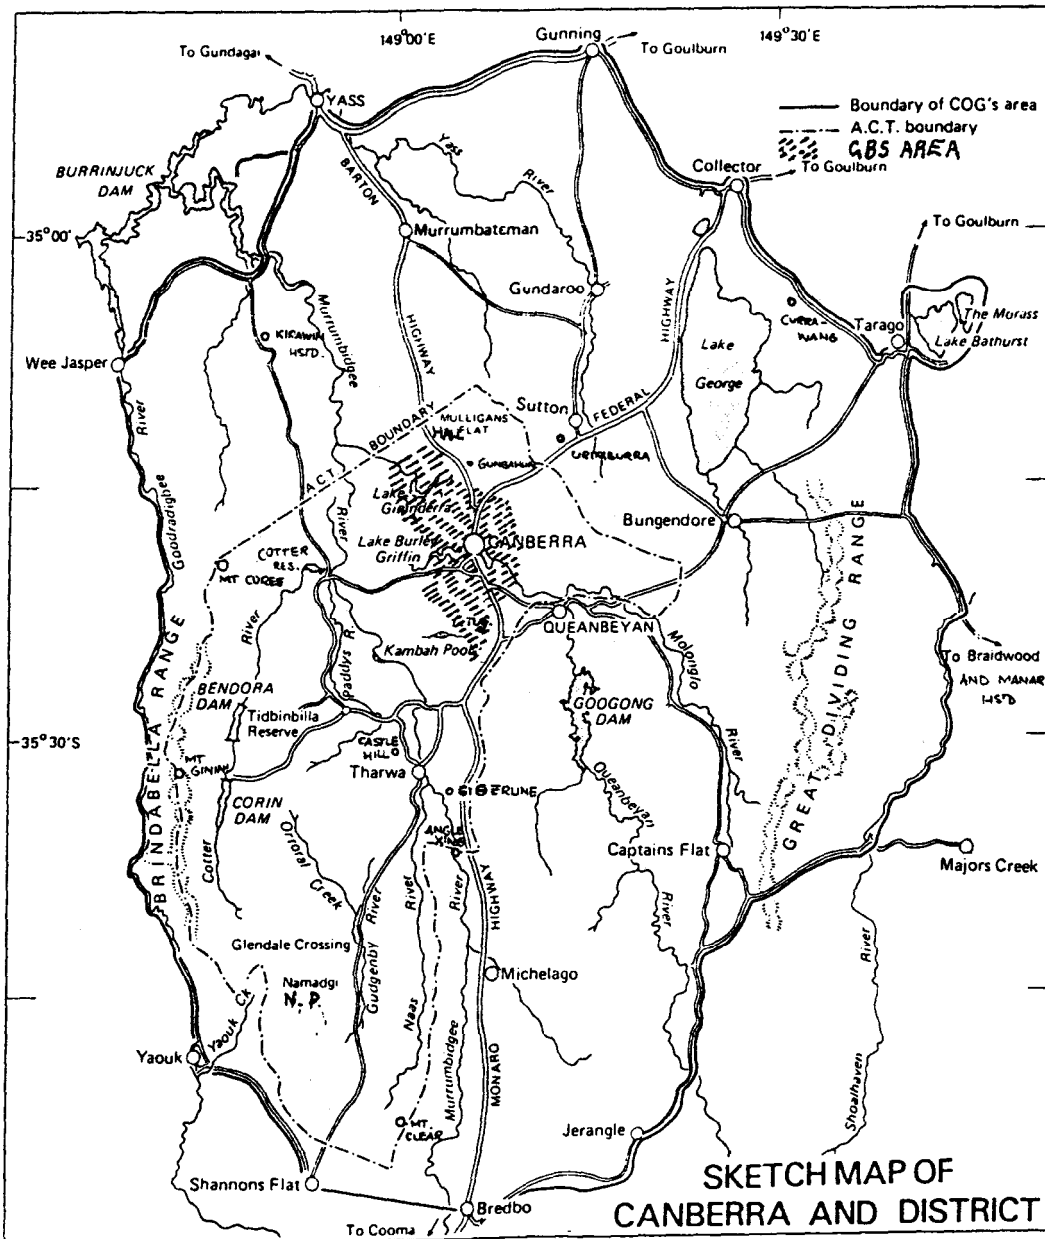 149°00'E
149°30'E
To Gundagai
Gunning
To Goulburn
YASS
Boundary of COG's area
A.C.T. boundary
GBS AREA
BURRINJUCK
DAM
BARTON
Yass
River
Collector
To Goulburn
35°00'
Murrumbateman
To Goulburn
Gundaroo
HIGHWAY
HIGHWAY
Murrumbidgee
KIRAWIN
HSTD.
CURRA-
WANG
The Morass
Tarago
Lake Bathurst
Wee Jasper
Lake
George
River
Sutton
FEDERAL
A.C.T.
BOUNDARY
MULLIGANS
FLAT
HALL
GUNGAHLIN
Goodradigbee
River
Lake
Ginninderra
Bungendore
Lake Burley
Griffin
CANBERRA
COTTER
RES.
MT COREE
River
QUEANBEYAN
TUG.
Paddys R.
Kambah Pool
Molonglo
River
To Braidwood
AND MANAR
HSTD
BRINDABELLA RANGE
BENDORA
DAM
Tidbinbilla
Reserve
GOOGONG
DAM
GREAT DIVIDING RANGE
35°30'S
CASTLE
HILL
MT
GININI
Tharwa
Queanbeyan
River
CORIN
DAM
Cotter
Orroral
Creek
ANGLE
XING
River
River
HIGHWAY
Captains Flat
Majors Creek
River
Glendale Crossing
Gudgenby
Michelago
Namadgi
N.P.
Naas
Yaouk Ck
Yaouk
Murrumbidgee
MONARO
Shoalhaven
MT.
CLEAR
Jerangle
Shannons Flat
Bredbo
To Cooma
SKETCH MAP OF
CANBERRA AND DISTRICT